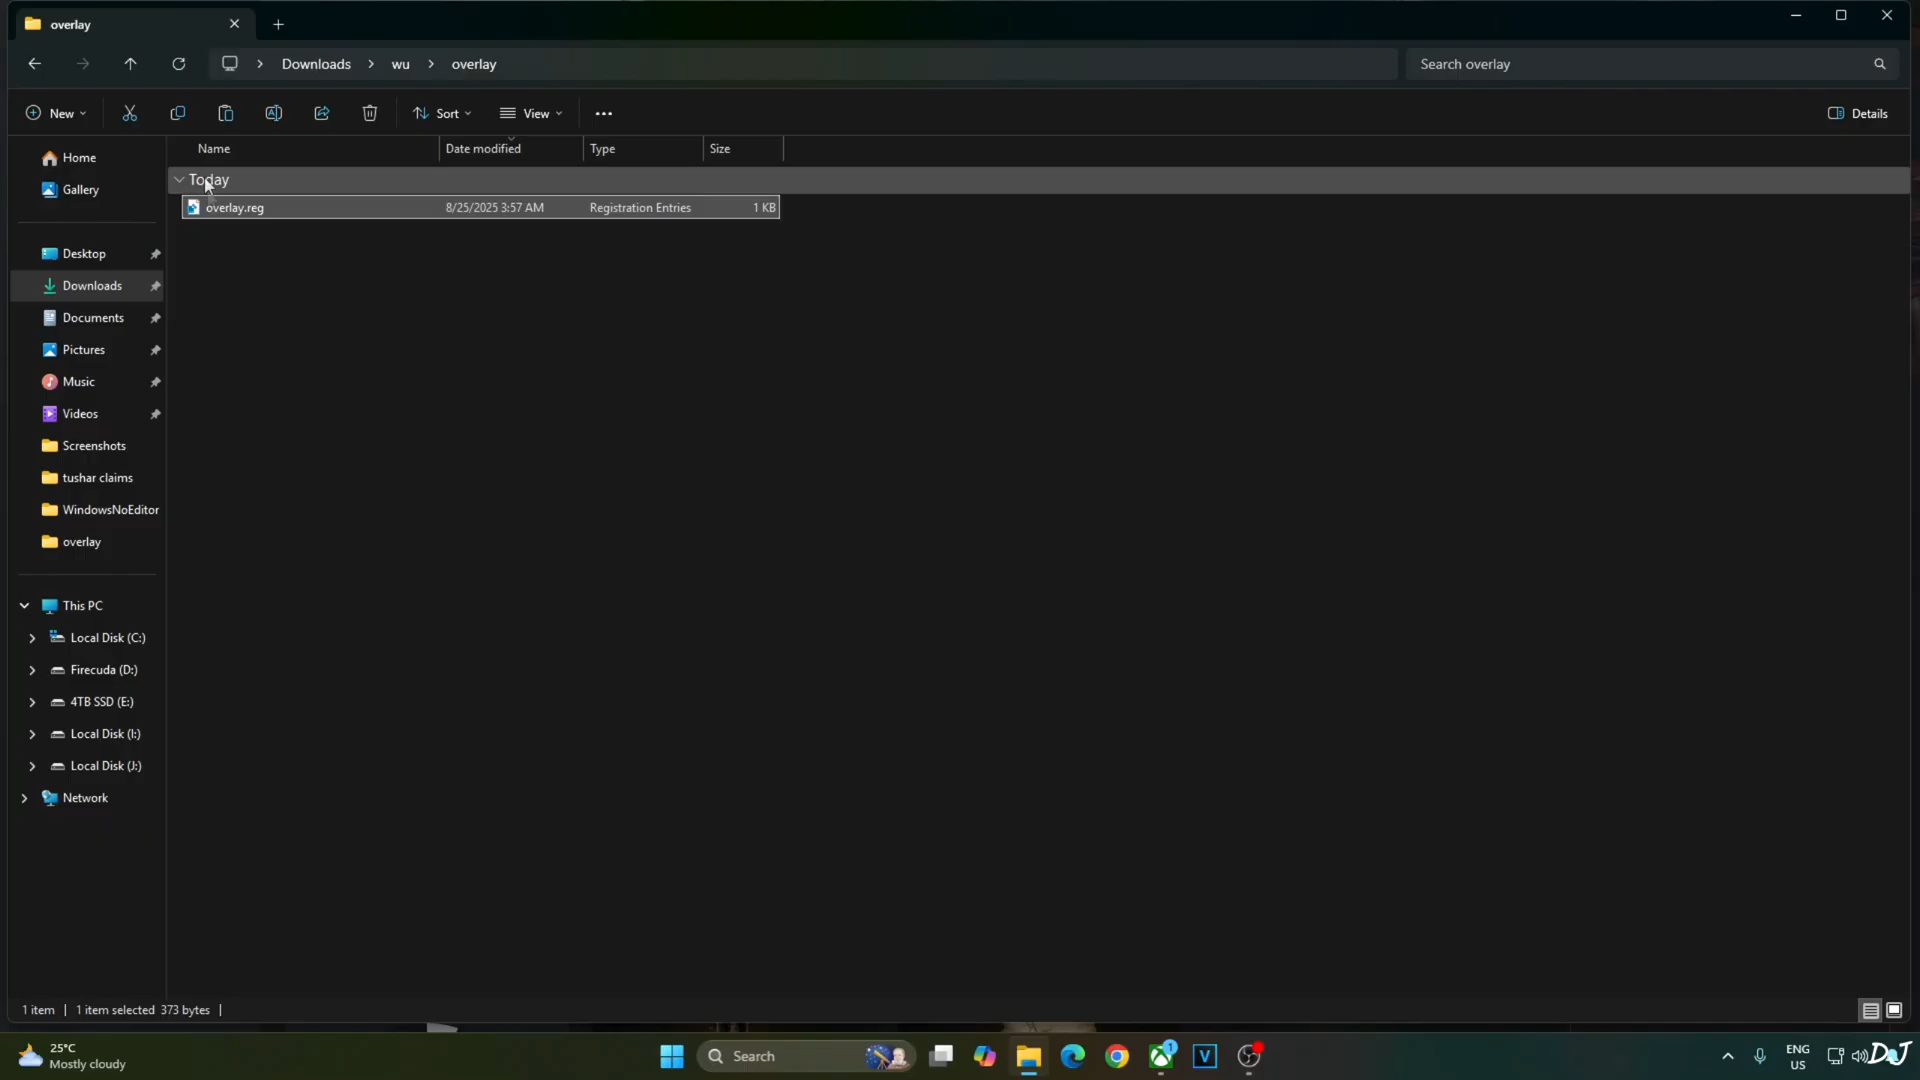 overlay
Downloads
wu
overlay
Search overlay
New
Sort
View
Details
Name
Date modified
Type
Size
Home
Gallery
Today
overlay.reg
8/25/2025 3:57 AM
Registration Entries
1 KB
Desktop
Downloads
Documents
Pictures
Music
Videos
Screenshots
tushar claims
WindowsNoEditor
overlay
This PC
Local Disk (C:)
Firecuda (D:)
4TB SSD (E:)
Local Disk (I:)
Local Disk (J:)
Network
1 item
1 item selected 373 bytes
25°C
Mostly cloudy
Search
1
V
ENG
US
DJ